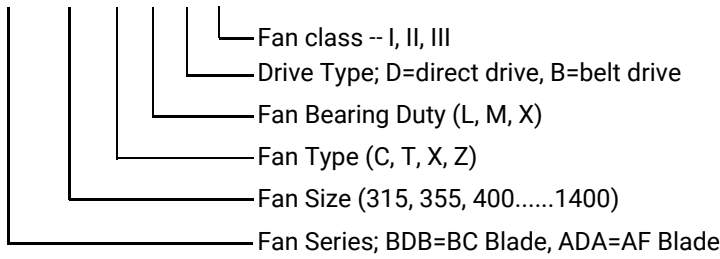 Fan class -- I, II, III
Drive Type; D=direct drive, B=belt drive
Fan Bearing Duty (L, M, X)
Fan Type (C, T, X, Z)
Fan Size (315, 355, 400......1400)
Fan Series; BDB=BC Blade, ADA=AF Blade